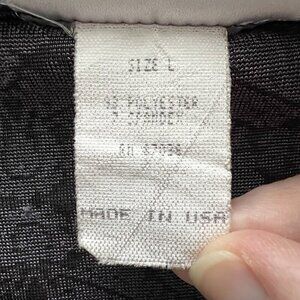 SIZE L
93 POLYESTER
7 SPANDEX
RN
MADE IN USA